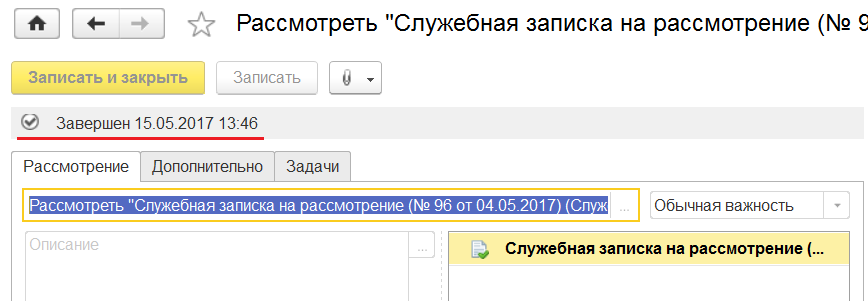 Рассмотреть "Служебная записка на рассмотрение (№ 9
Записать и закрыть Записать
Завершен 15.05.2017 13:46
Рассмотрение Дополнительно Задачи
Рассмотреть "Служебная записка на рассмотрение (№ 96 от 04.05.2017) (Служ ... Обычная важность
Описание ... Служебная записка на рассмотрение (...